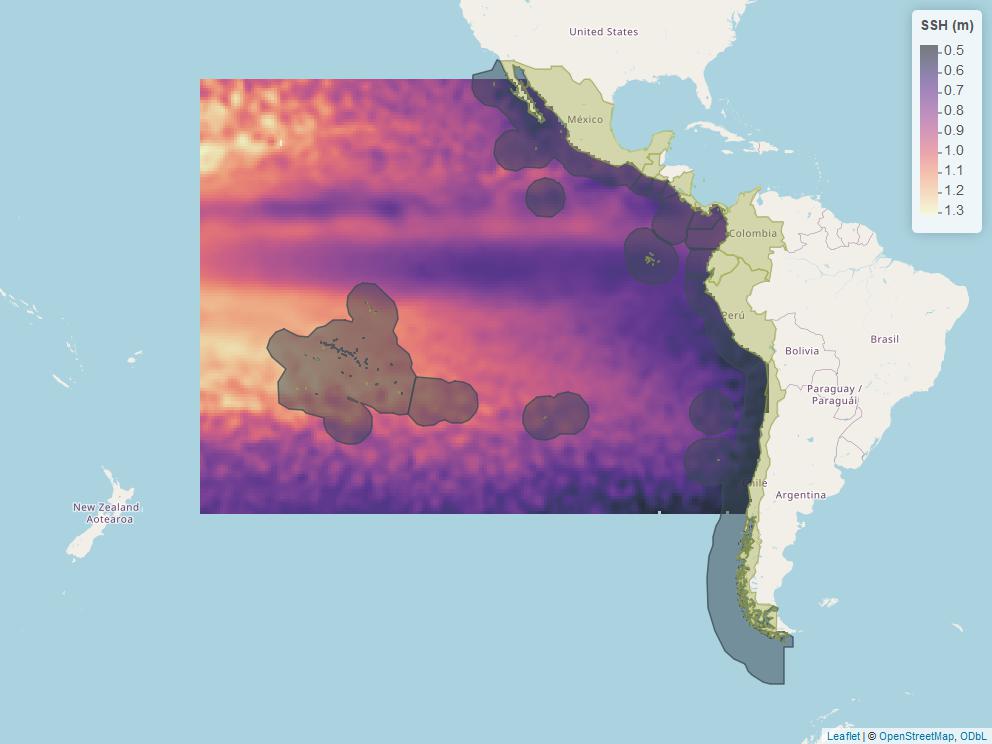 United States
SSH (m)
0.5
0.6
0.7
0.8
0.9
1.0
1.1
1.2
1.3
México
Colombia
Perú
Brasil
Bolivia
Paraguay /
Paraguái
hile
Argentina
New Zealand
Aotearoa
Leaflet | © OpenStreetMap, ODbL